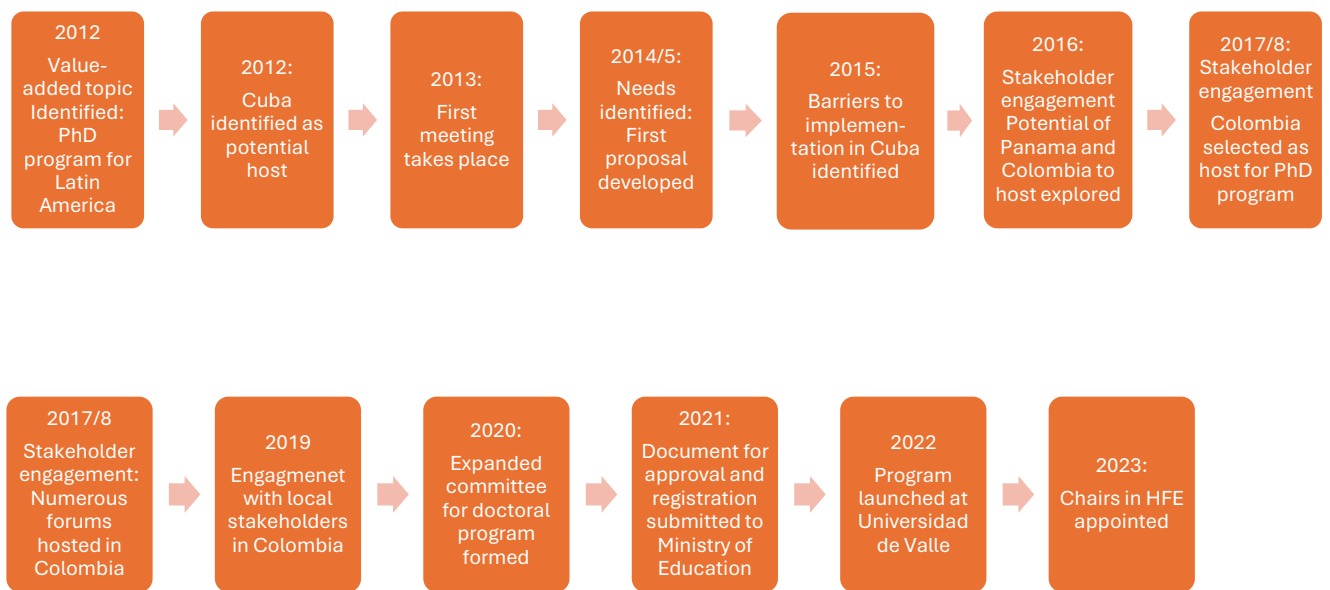 2012
Value-
added topic
Identified:
PhD
program for
Latin
America
2012:
Cuba
identified as
potential
host
2013:
First
meeting
takes place
2014/5:
Needs
identified:
First
proposal
developed
2015:
Barriers to
implemen-
tation in Cuba
identified
2016:
Stakeholder
engagement
Potential of
Panama and
Colombia to
host explored
2017/8:
Stakeholder
engagement
Colombia
selected as
host for PhD
program
2017/8
Stakeholder
engagement:
Numerous
forums
hosted in
Colombia
2019
Engagmenet
with local
stakeholders
in Colombia
2020:
Expanded
committee
for doctoral
program
formed
2021:
Document for
approval and
registration
submitted to
Ministry of
Education
2022
Program
launched at
Universidad
de Valle
2023:
Chairs in HFE
appointed